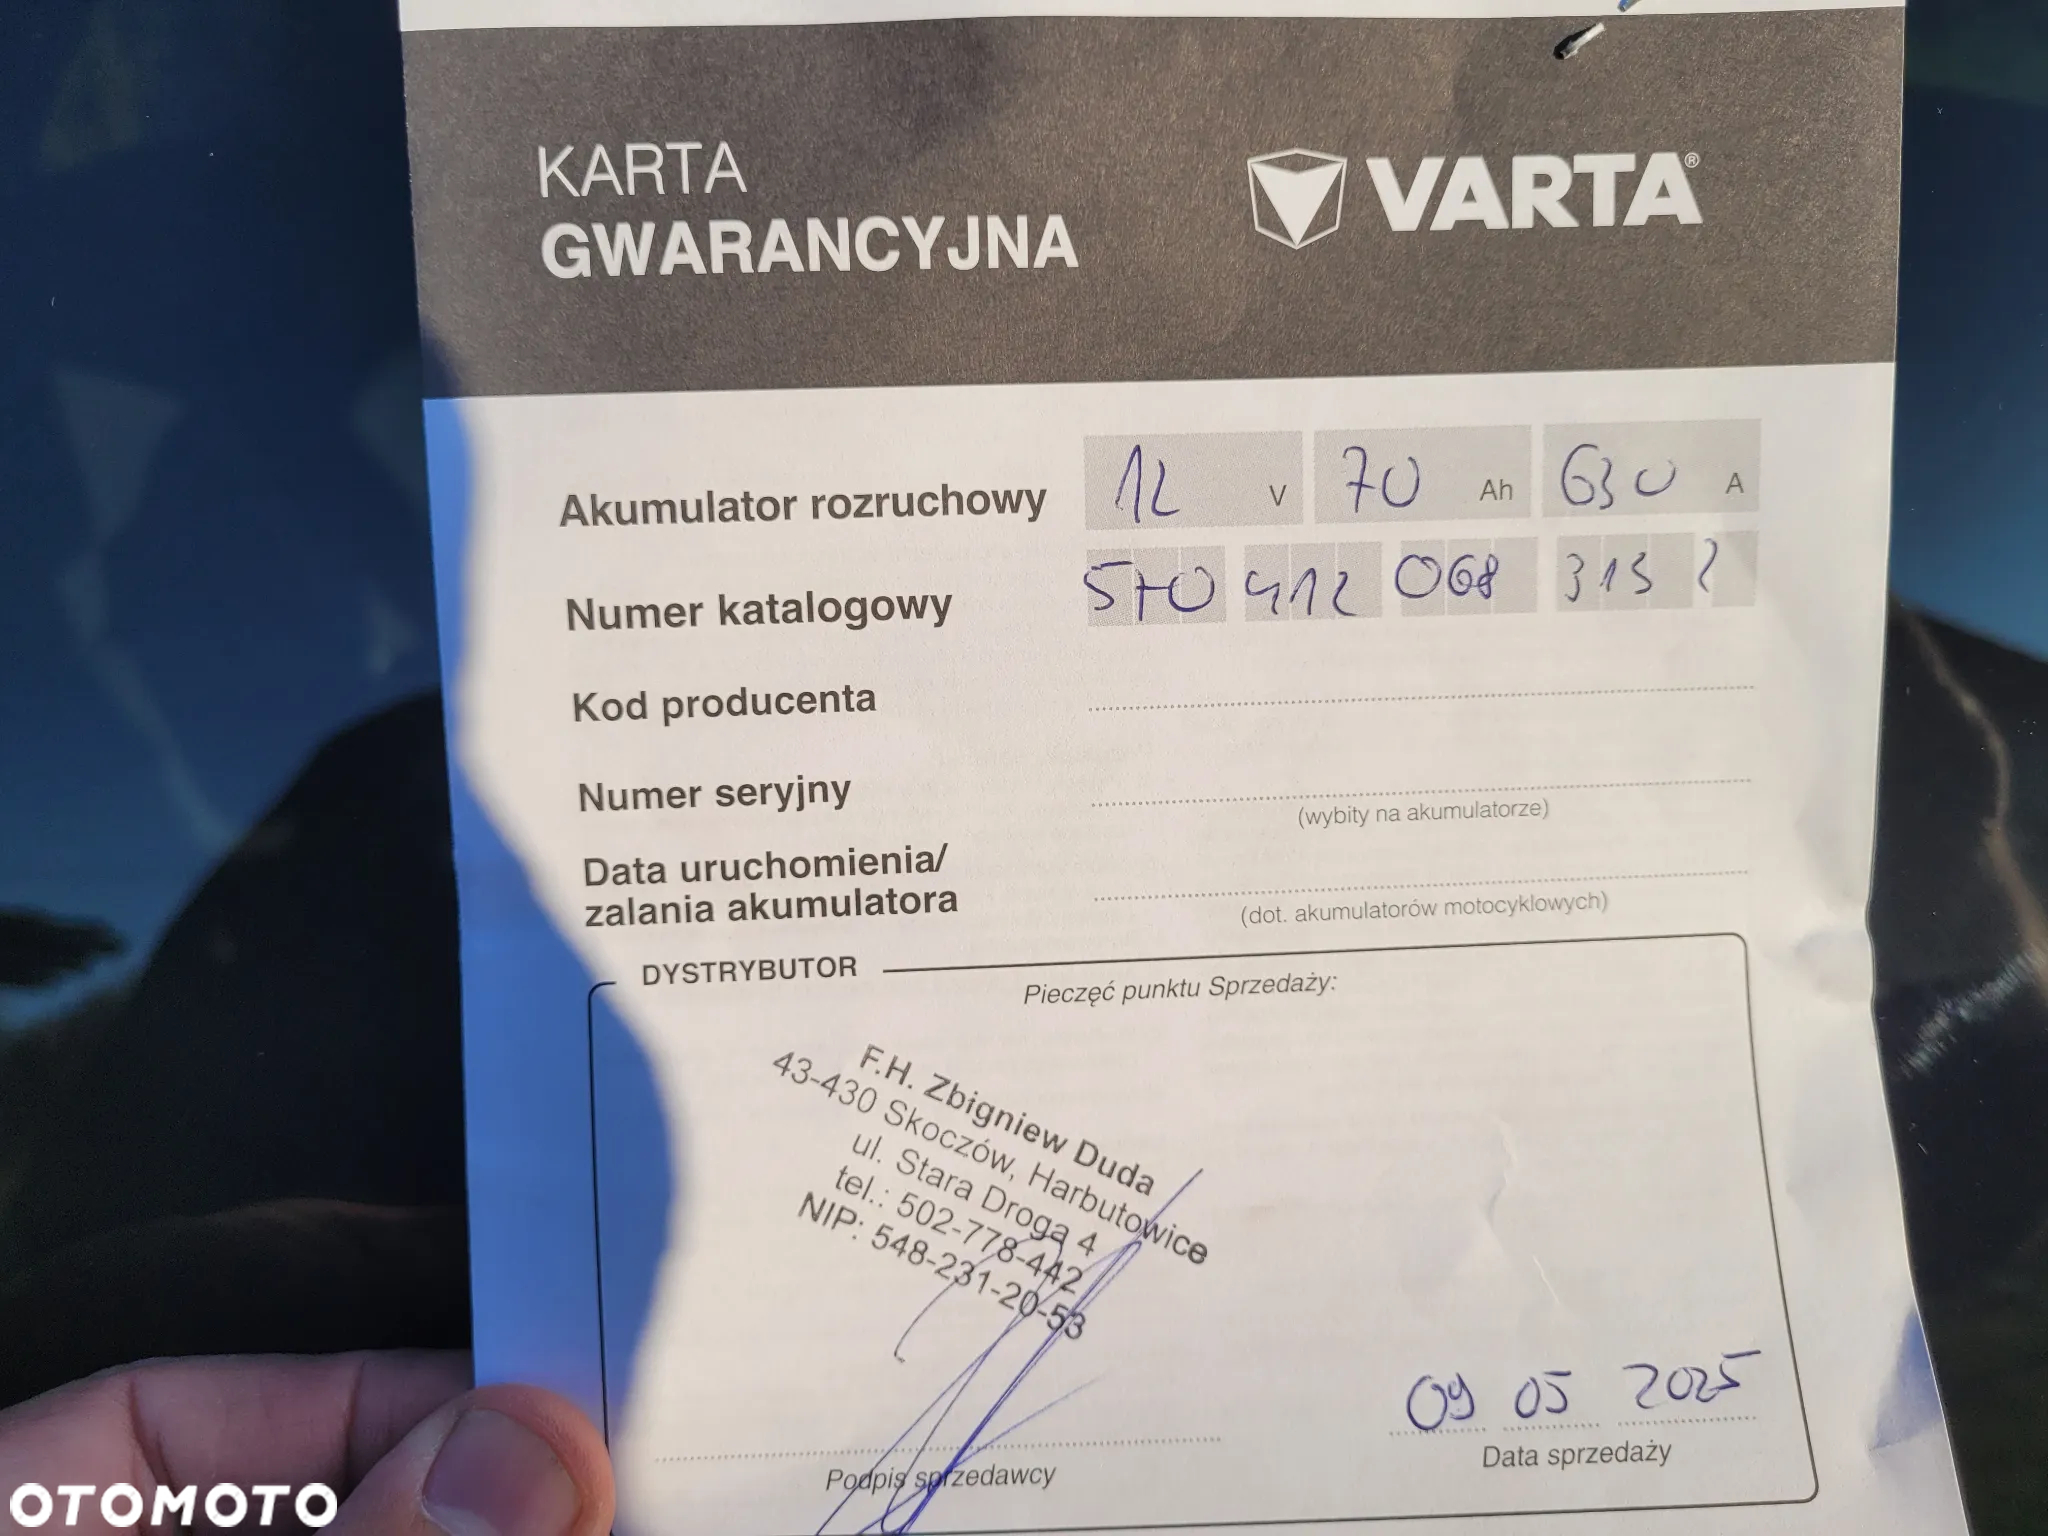 KARTA
GWARANCYJNA
VARTA®
Akumulator rozruchowy 12 V 70 Ah 630 A
Numer katalogowy 570 412 068 313 2
Kod producenta
Numer seryjny
(wybity na akumulatorze)
Data uruchomienia/
zalania akumulatora
(dot. akumulatorów motocyklowych)
DYSTRYBUTOR
Pieczęć punktu Sprzedaży:
F.H. Zbigniew Duda
43-430 Skoczów, Harbutowice
ul. Stara Droga 4
tel.: 502-778-442
NIP: 548-231-20-53
09 05 2025
Podpis sprzedawcy
Data sprzedaży
OTOMOTO